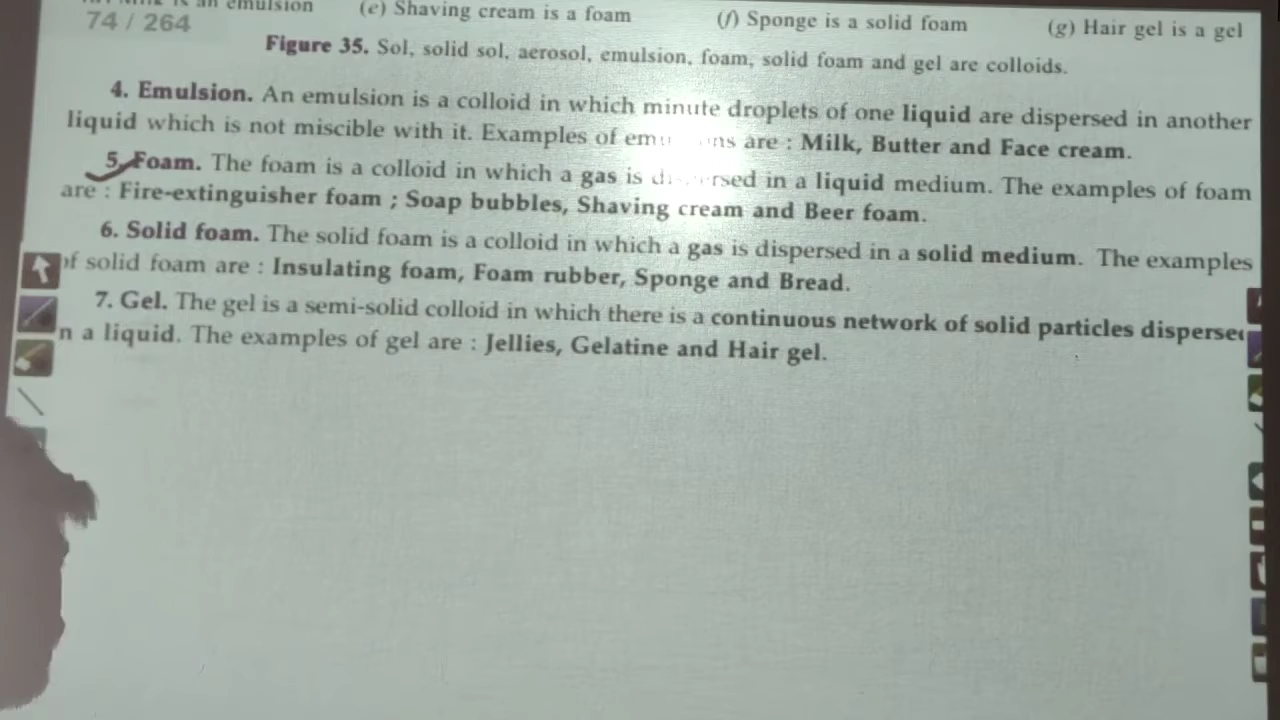 an emulsion (e) Shaving cream is a foam (f) Sponge is a solid foam (g) Hair gel is a gel
74 / 264
Figure 35. Sol, solid sol, aerosol, emulsion, foam, solid foam and gel are colloids.
4. Emulsion. An emulsion is a colloid in which minute droplets of one liquid are dispersed in another
liquid which is not miscible with it. Examples of are : Milk, Butter and Face cream.
5. Foam. The foam is a colloid in which a gas is dispersed in a liquid medium. The examples of foam
are : Fire-extinguisher foam ; Soap bubbles, Shaving cream and Beer foam.
6. Solid foam. The solid foam is a colloid in which a gas is dispersed in a solid medium. The examples
of solid foam are : Insulating foam, Foam rubber, Sponge and Bread.
7. Gel. The gel is a semi-solid colloid in which there is a continuous network of solid particles dispersed
n a liquid. The examples of gel are : Jellies, Gelatine and Hair gel.